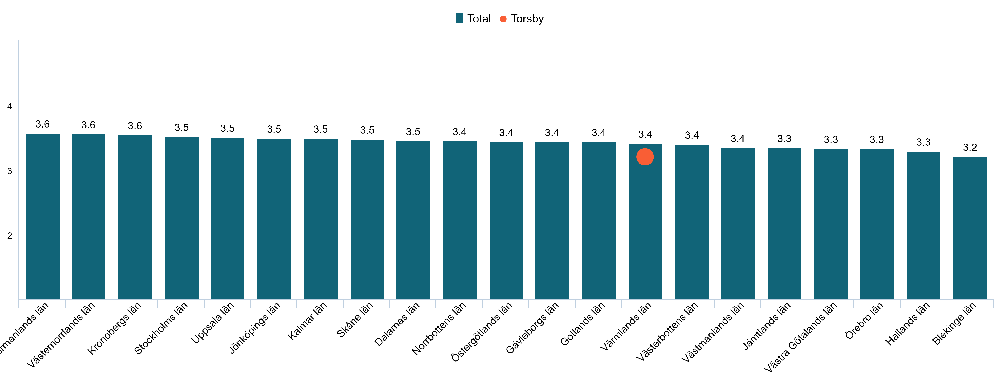 Total Torsby
4
3
2
3.6 3.6 3.6 3.5 3.5 3.5 3.5 3.5 3.5 3.4 3.4 3.4 3.4 3.4 3.4 3.4 3.3 3.3 3.3 3.3 3.2
ermanlands län
Västernorrlands län
Kronobergs län
Stockholms län
Uppsala län
Jönköpings län
Kalmar län
Skåne län
Dalarnas län
Norrbottens län
Östergötlands län
Gävleborgs län
Gotlands län
Värmlands län
Västerbottens län
Västmanlands län
Jämtlands län
Västra Götalands län
Örebro län
Hallands län
Blekinge län